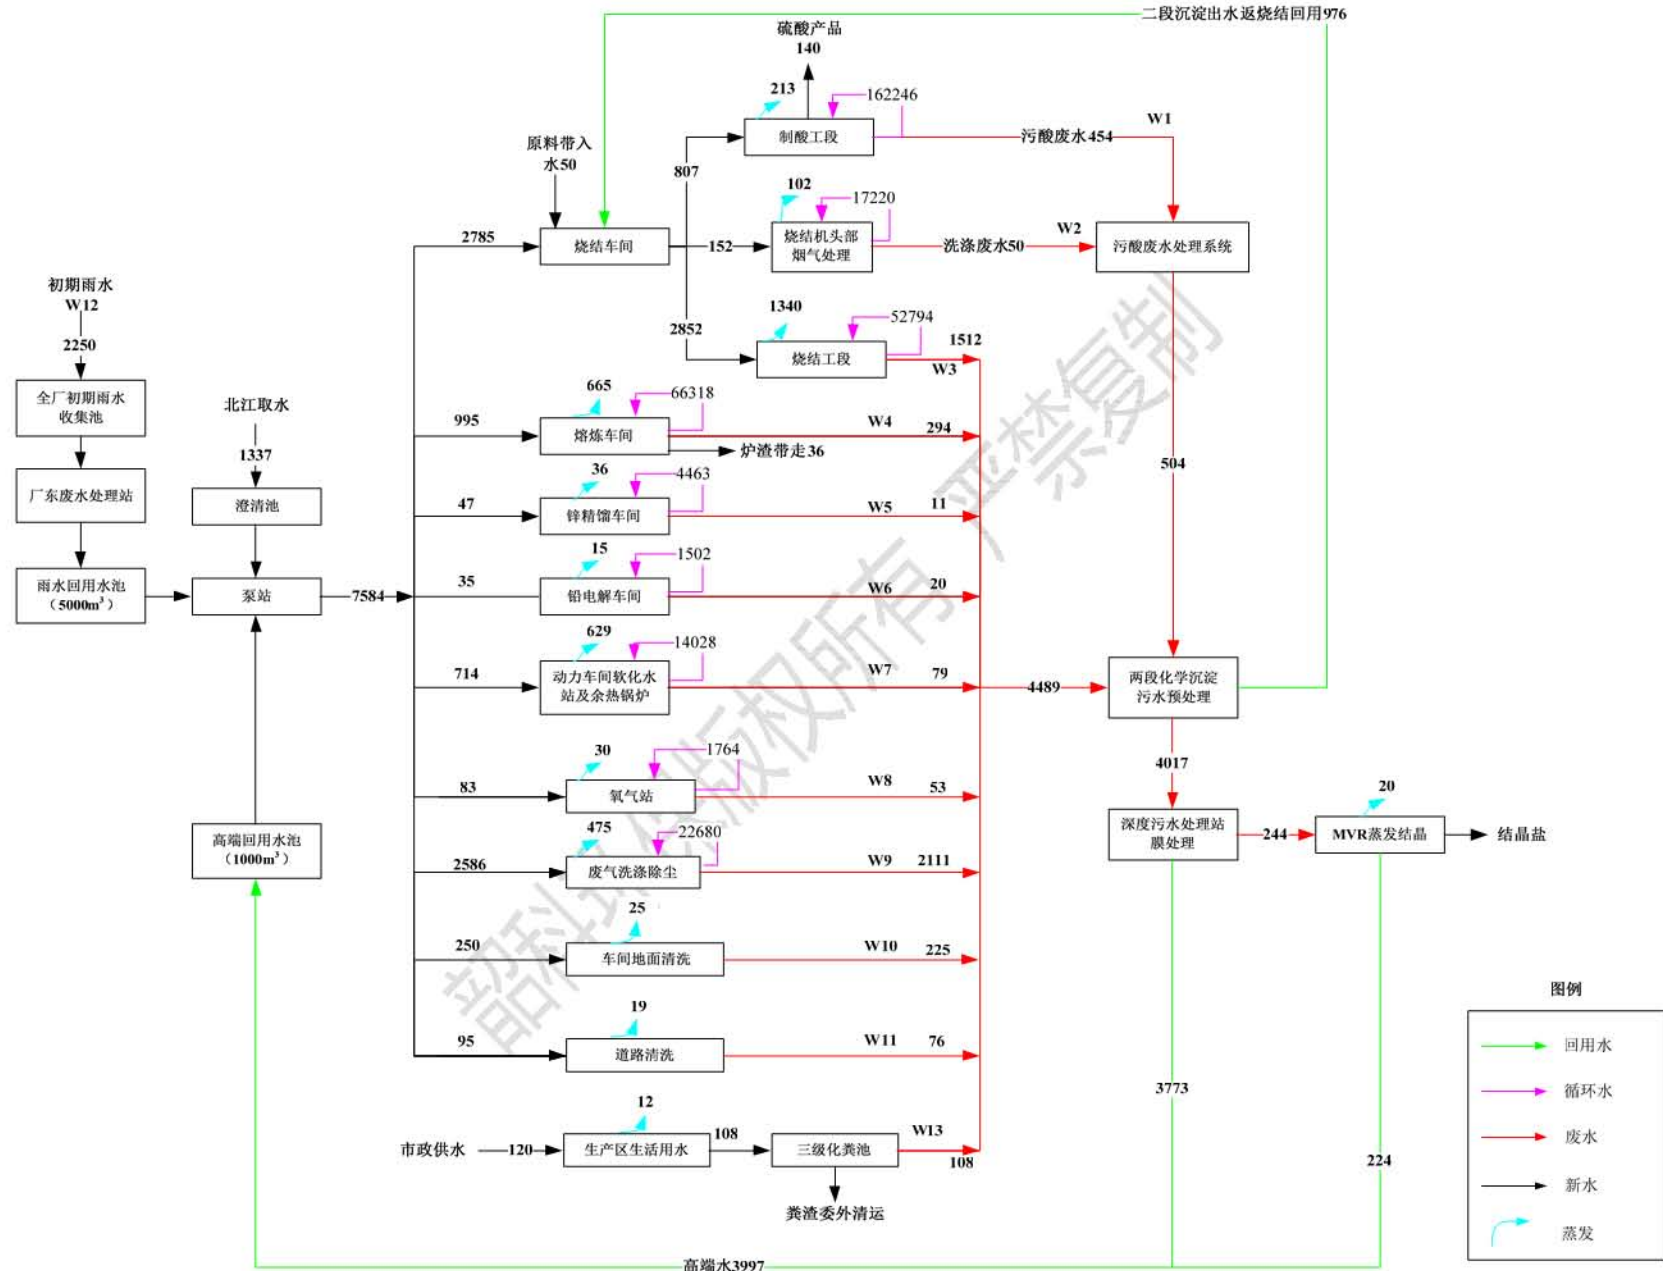 二段沉淀出水返烧结回用976
硫酸产品
140
213
162246
制酸工段
污酸废水454
W1
原料带入
水50
807
102
17220
2785
烧结车间
152
烧结机头部
烟气处理
洗涤废水50
W2
污酸废水处理系统
初期雨水
W12
2250
1340
52794
2852
烧结工段
1512
W3
全厂初期雨水
收集池
北江取水
1337
665
66318
995
熔炼车间
W4
294
炉渣带走36
504
厂东废水处理站
澄清池
36
4463
47
锌精馏车间
W5
11
雨水回用水池
（5000m³）
泵站
7584
15
1502
35
铅电解车间
W6
20
629
14028
714
动力车间软化水
站及余热锅炉
W7
79
4489
两段化学沉淀
污水预处理
4017
30
1764
83
氧气站
W8
53
高端回用水池
（1000m³）
475
22680
2586
废气洗涤除尘
W9
2111
深度污水处理站
膜处理
244
20
MVR蒸发结晶
结晶盐
25
250
车间地面清洗
W10
225
19
95
道路清洗
W11
76
3773
224
12
市政供水
120
生产区生活用水
108
三级化粪池
W13
108
粪渣委外清运
高端水3997
图例
回用水
循环水
废水
新水
蒸发
韶科环保版权所有 严禁复制